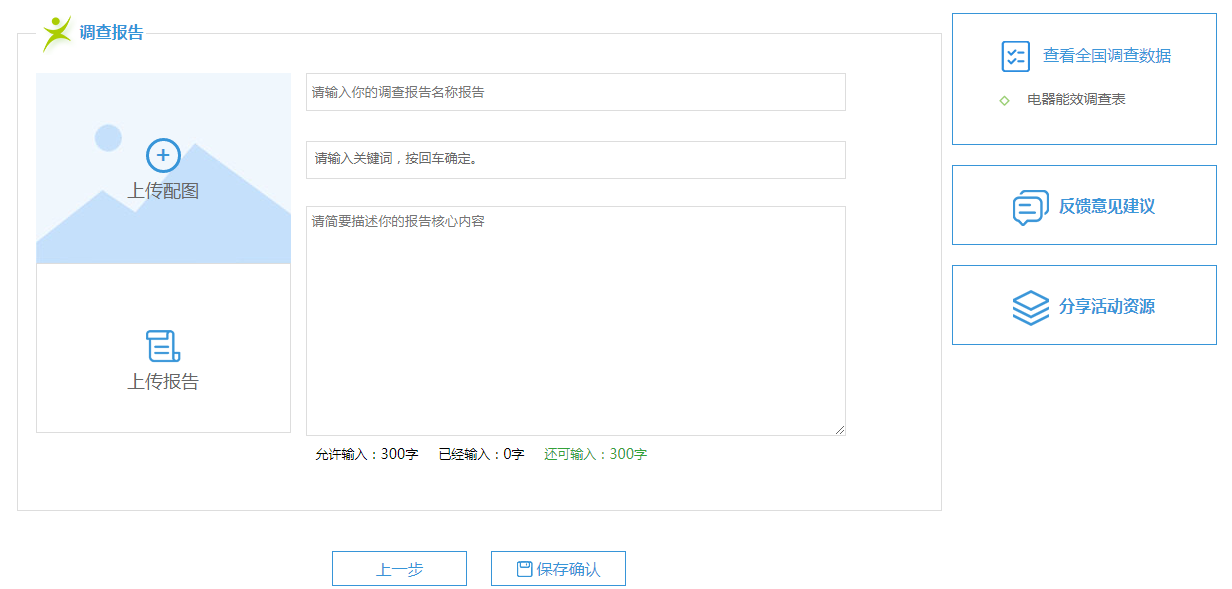 调查报告
上传配图
上传报告
请输入你的调查报告名称报告
请输入关键词，按回车确定。
请简要描述你的报告核心内容
允许输入：300字 已经输入：0字 还可输入：300字
上一步
保存确认
查看全国调查数据
电器能效调查表
反馈意见建议
分享活动资源